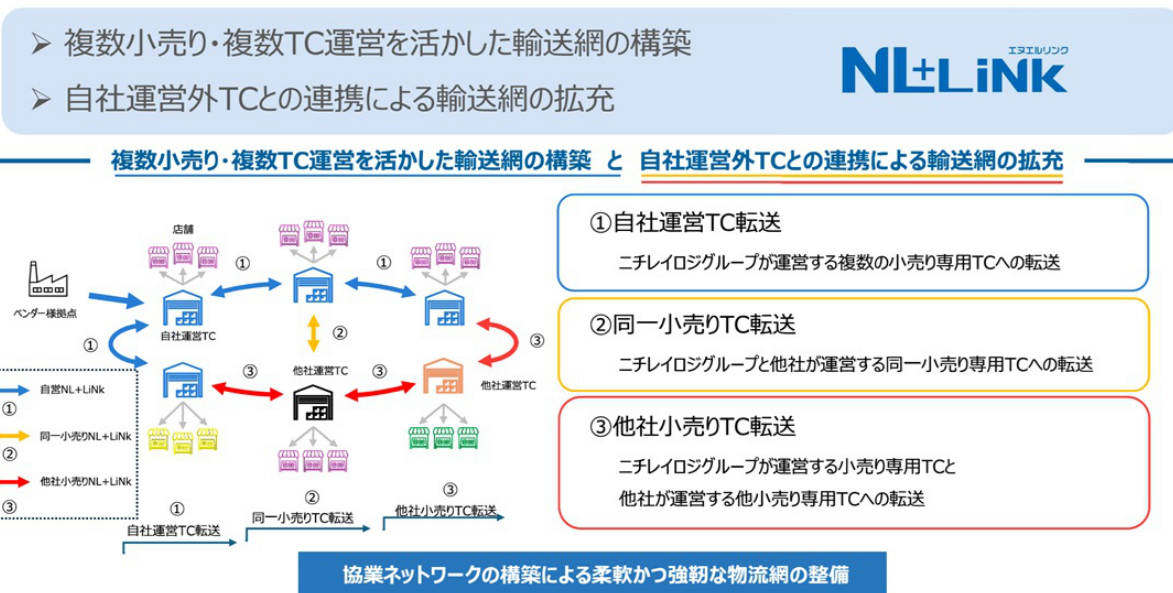 ➢ 複数小売り・複数TC運営を活かした輸送網の構築
➢ 自社運営外TCとの連携による輸送網の拡充
エヌエルリンク
NL+LiNk
複数小売り・複数TC運営を活かした輸送網の構築 と 自社運営外TCとの連携による輸送網の拡充
店舗
①
①
ベンダー様拠点
自社運営TC
①
②
③
③
他社運営TC
③
他社運営TC
自営NL+LiNk
①
同一小売りNL+LiNk
②
他社小売りNL+LiNk
③
①
自社運営TC転送
②
同一小売りTC転送
③
他社小売りTC転送
①自社運営TC転送
ニチレイロジグループが運営する複数の小売り専用TCへの転送
②同一小売りTC転送
ニチレイロジグループと他社が運営する同一小売り専用TCへの転送
③他社小売りTC転送
ニチレイロジグループが運営する小売り専用TCと
他社が運営する他小売り専用TCへの転送
協業ネットワークの構築による柔軟かつ強靭な物流網の整備